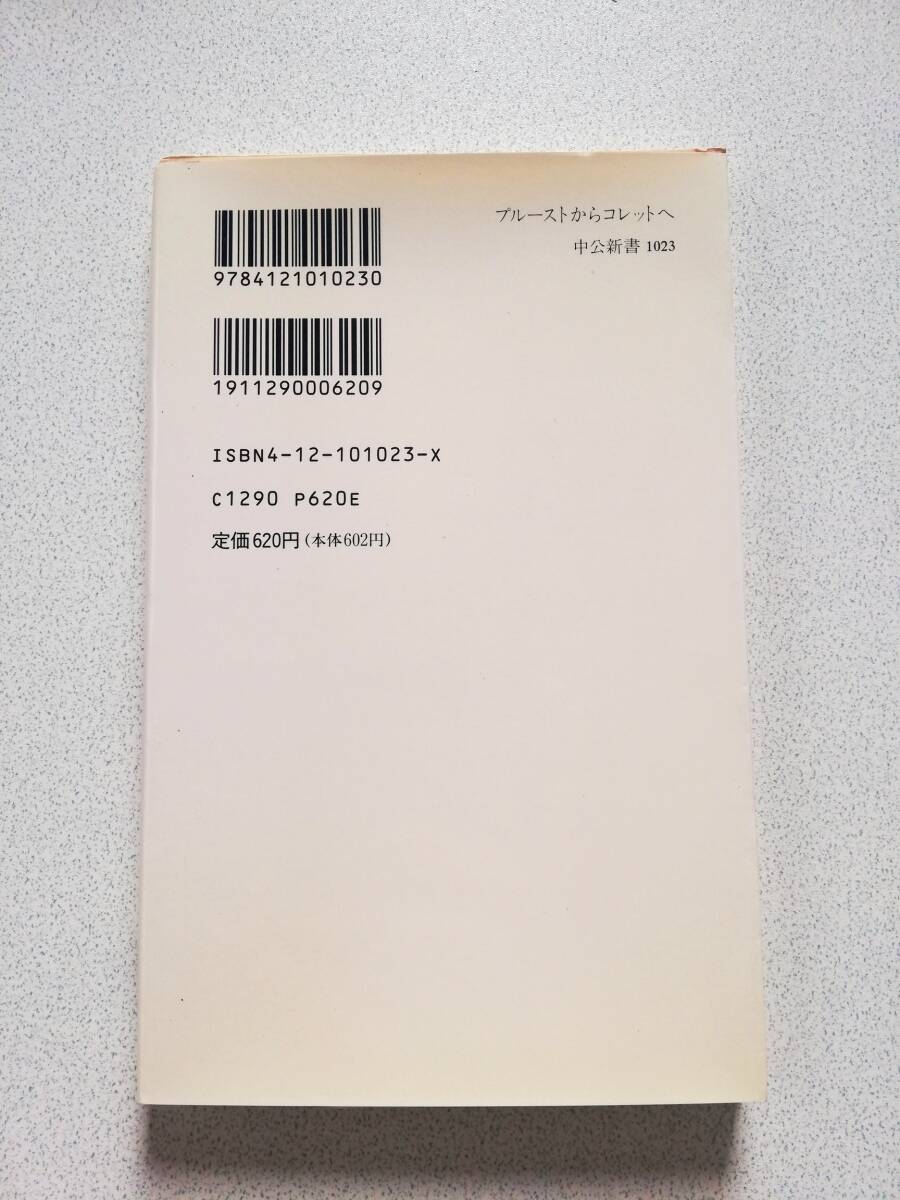 プルーストからコレットへ
中公新書 1023
9784121010230
1911290006209
ISBN4-12-101023-X
C1290 P620E
定価620円(本体602円)